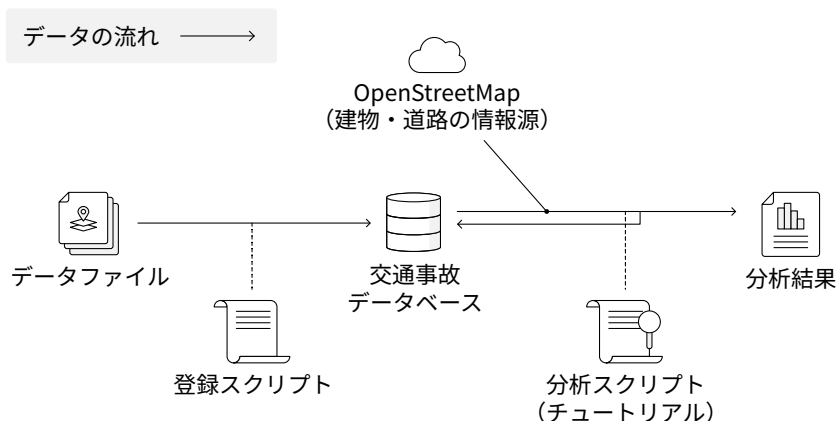 データの流れ
OpenStreetMap
（建物・道路の情報源）
データファイル
交通事故
データベース
分析結果
登録スクリプト
分析スクリプト
（チュートリアル）